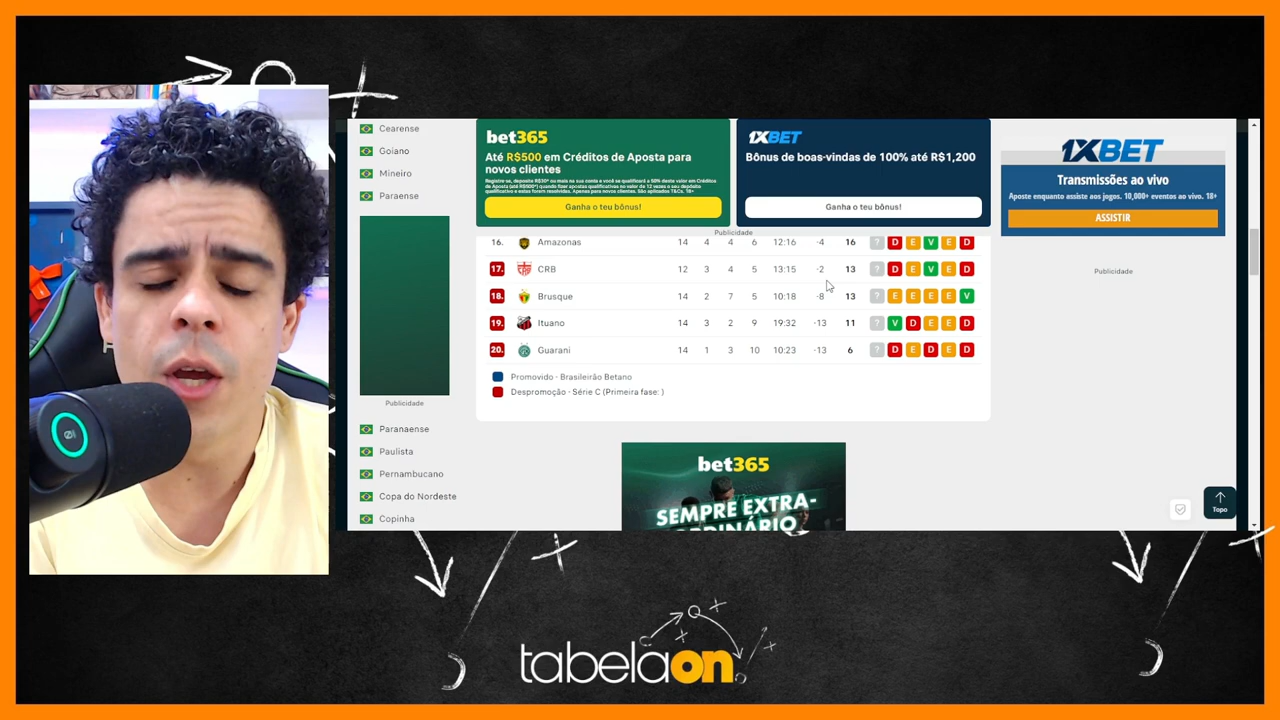 Cearense
Goiano
Mineiro
Paraense
Publicidade
Paranaense
Paulista
Pernambucano
Copa do Nordeste
Copinha
bet365
Até R$500 em Créditos de Aposta para
novos clientes
Ganha o teu bônus!
1XBET
Bônus de boas-vindas de 100% até R$1,200
Ganha o teu bônus!
Publicidade
16. Amazonas 14 4 4 6 12:16 -4 16 ? D E V E D
17. CRB 12 3 4 5 13:15 -2 13 ? D E V E D
18. Brusque 14 2 7 5 10:18 -8 13 ? E E E E V
19. Ituano 14 3 2 9 19:32 -13 11 ? V D E E D
20. Guarani 14 1 3 10 10:23 -13 6 ? D E D E D
Promovido - Brasileirão Betano
Despromoção - Série C (Primeira fase: )
bet365
SEMPRE EXTRA-
ORDINÁRIO
1XBET
Transmissões ao vivo
Aposte enquanto assiste aos jogos. 10,000+ eventos ao vivo. 18+
ASSISTIR
Publicidade
Topo
tabelaon